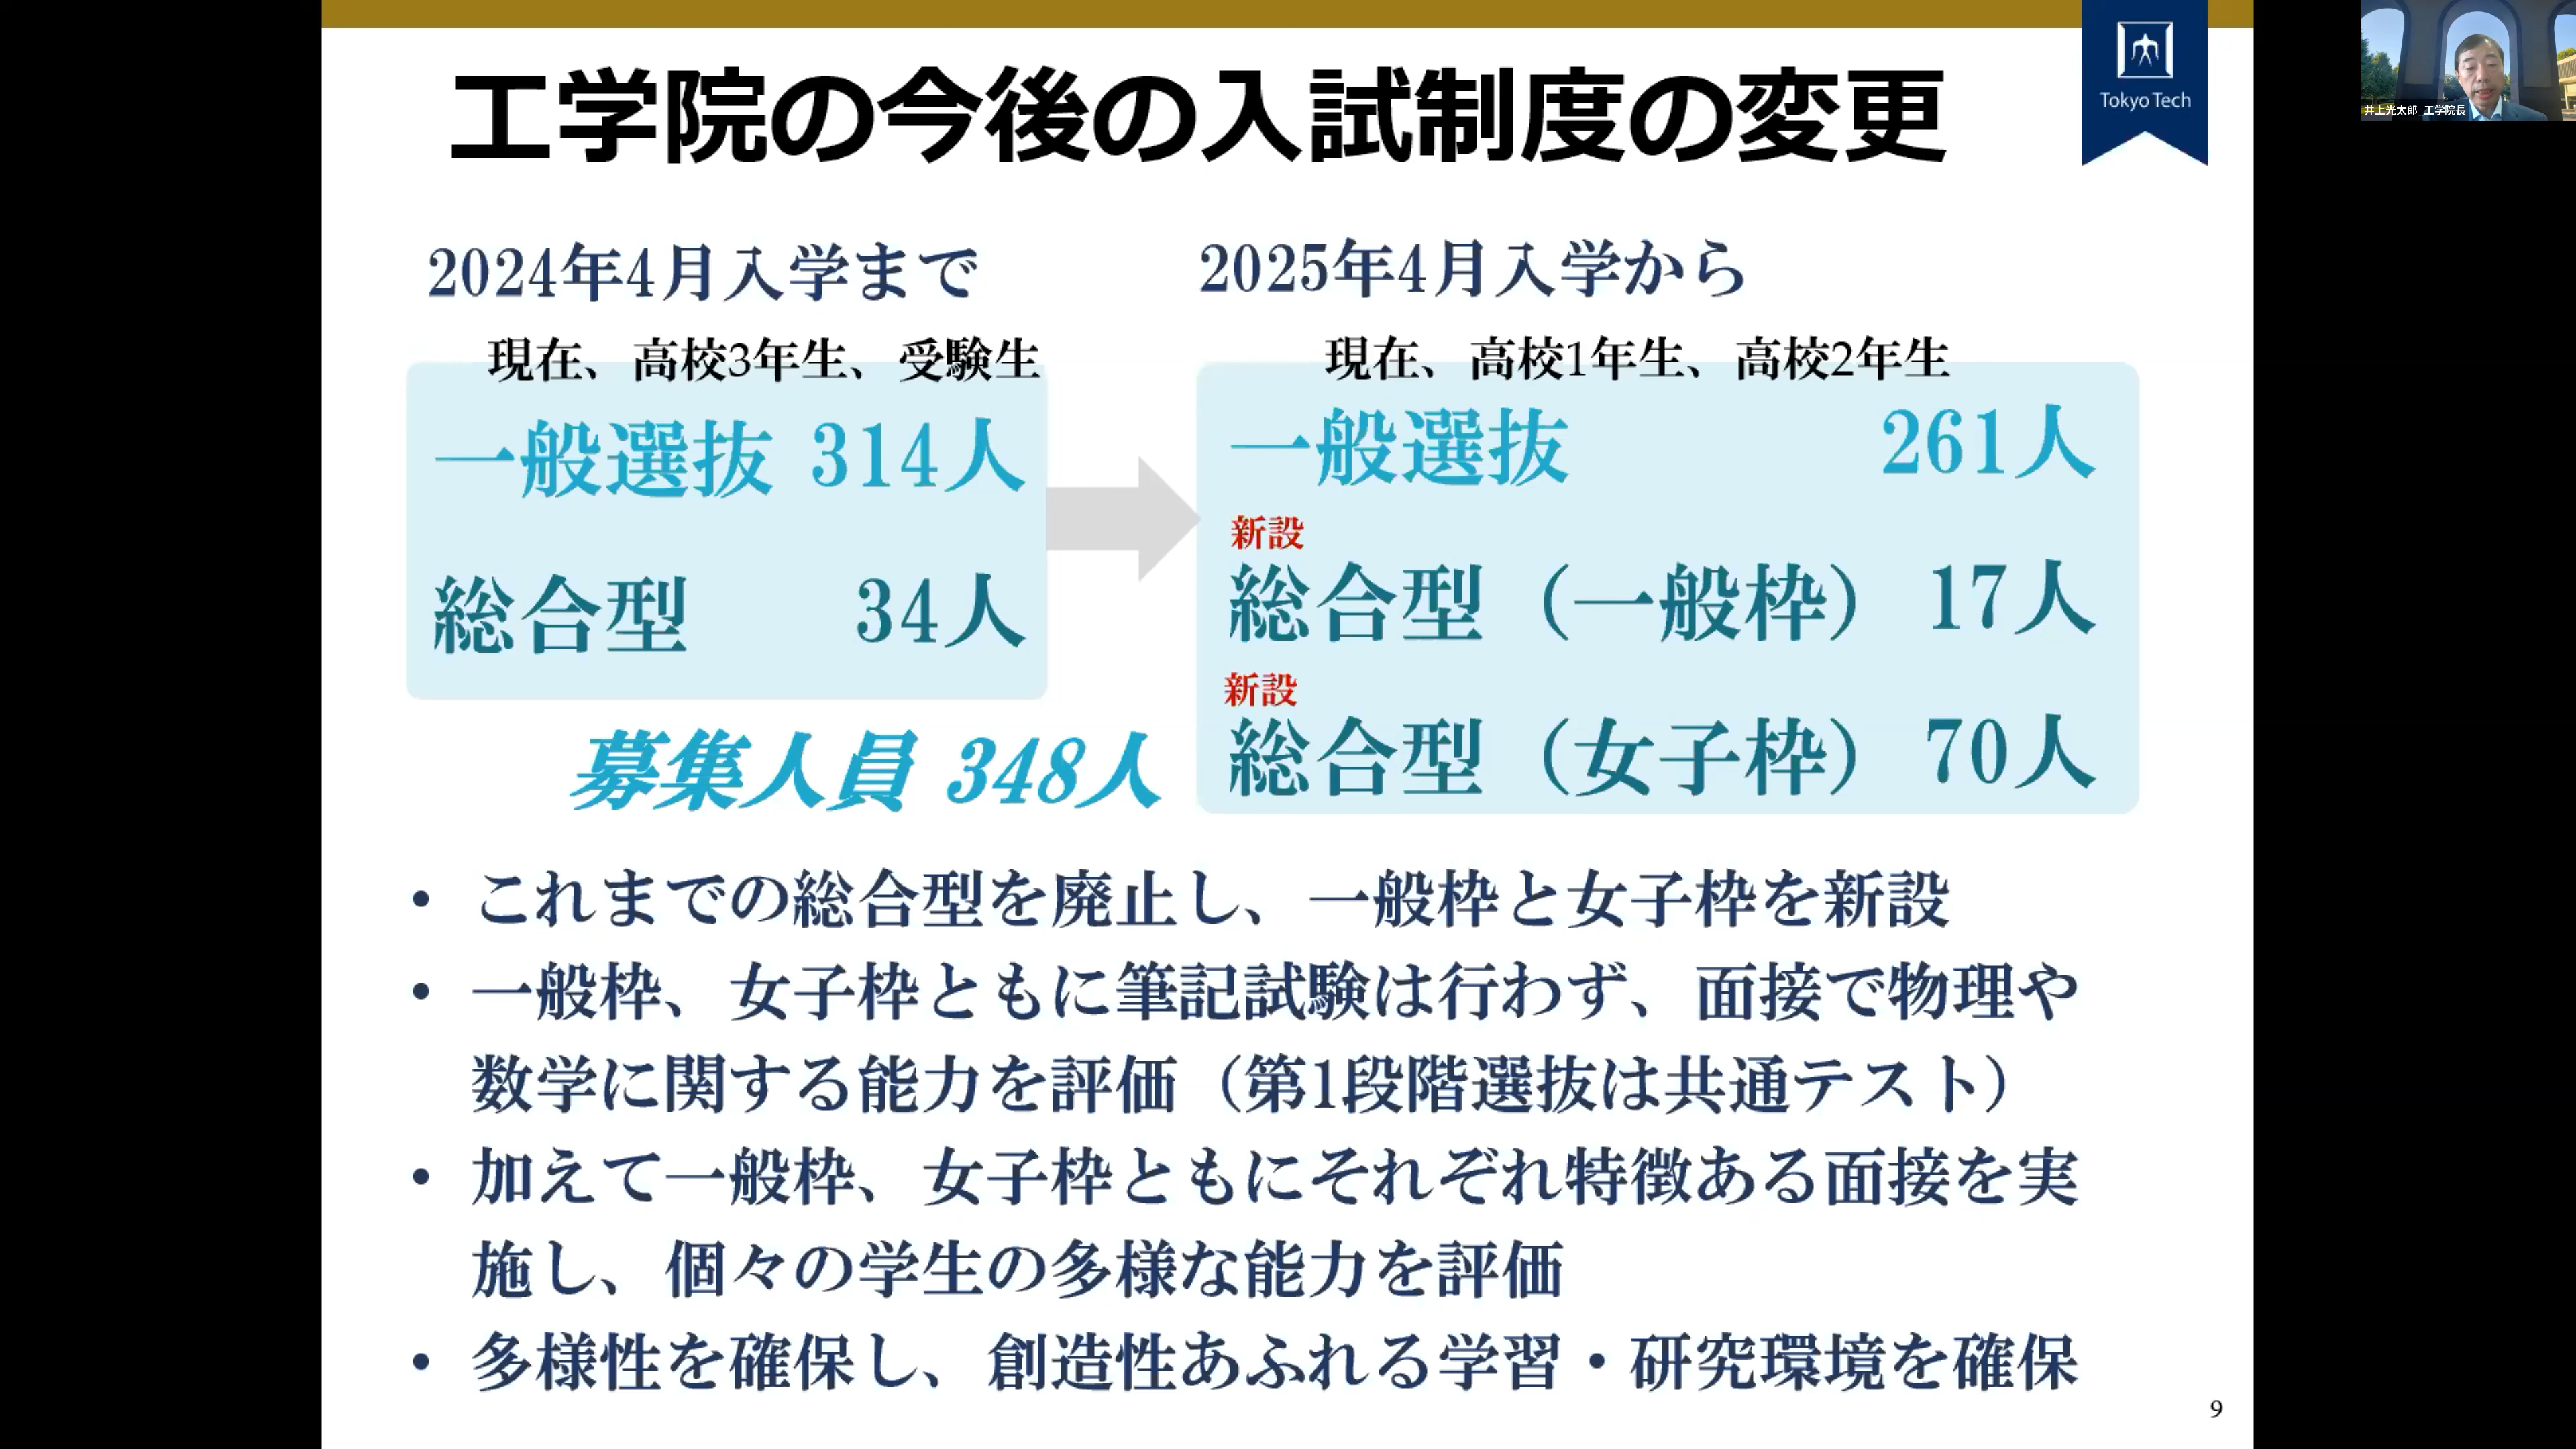 工学院の今後の入試制度の変更
Tokyo Tech
井上光太郎_工学院長
2024年4月入学まで
現在、高校3年生、受験生
一般選抜 314人
総合型 34人
募集人員 348人
2025年4月入学から
現在、高校1年生、高校2年生
一般選抜 261人
新設
総合型（一般枠） 17人
新設
総合型（女子枠） 70人
• これまでの総合型を廃止し、一般枠と女子枠を新設
• 一般枠、女子枠ともに筆記試験は行わず、面接で物理や
数学に関する能力を評価（第1段階選抜は共通テスト）
• 加えて一般枠、女子枠ともにそれぞれ特徴ある面接を実
施し、個々の学生の多様な能力を評価
• 多様性を確保し、創造性あふれる学習・研究環境を確保
9